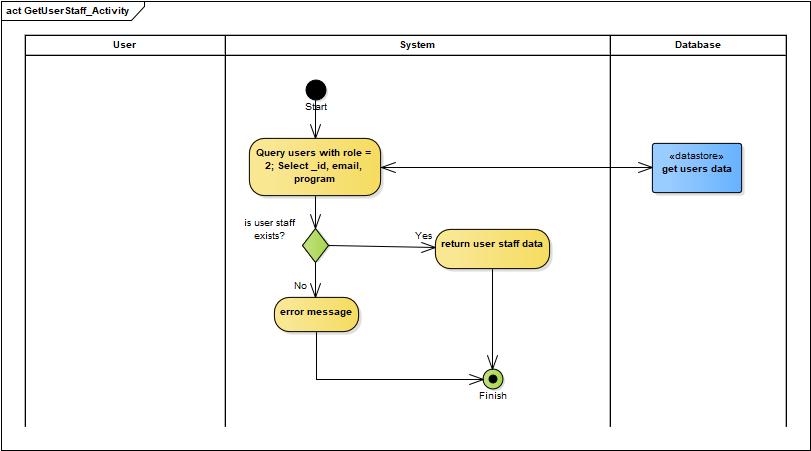 act GetUserStaff_Activity
User
System
Database
Start
Query users with role =
2; Select _id, email,
program
«datastore»
get users data
is user staff
exists?
Yes
return user staff data
No
error message
Finish